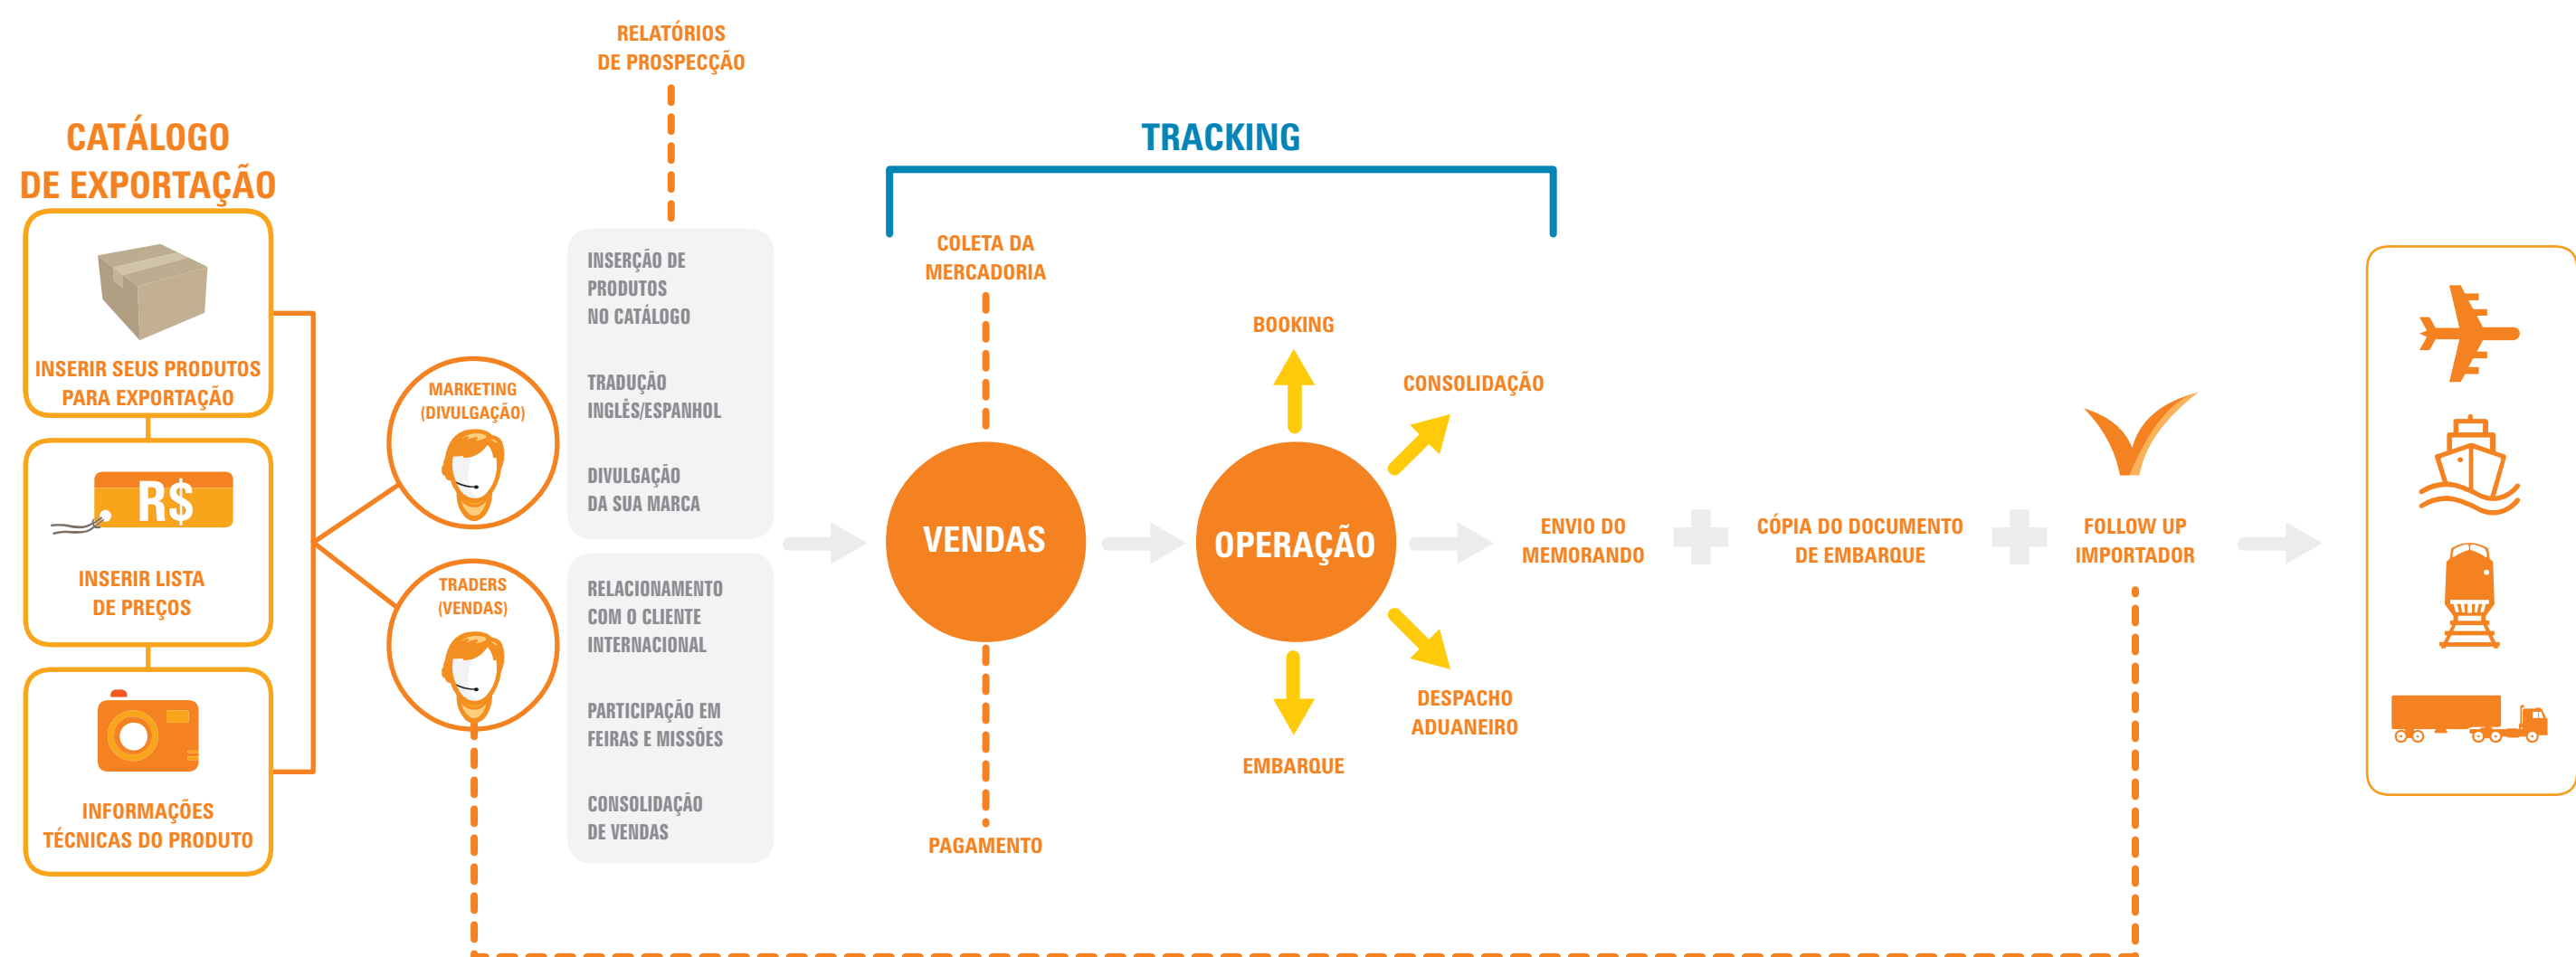 RELATÓRIOS
DE PROSPECÇÃO
CATÁLOGO
DE EXPORTAÇÃO
INSERIR SEUS PRODUTOS
PARA EXPORTAÇÃO
R$
INSERIR LISTA
DE PREÇOS
INFORMAÇÕES
TÉCNICAS DO PRODUTO
MARKETING
(DIVULGAÇÃO)
TRADERS
(VENDAS)
INSERÇÃO DE
PRODUTOS
NO CATÁLOGO
TRADUÇÃO
INGLÊS/ESPANHOL
DIVULGAÇÃO
DA SUA MARCA
RELACIONAMENTO
COM O CLIENTE
INTERNACIONAL
PARTICIPAÇÃO EM
FEIRAS E MISSÕES
CONSOLIDAÇÃO
DE VENDAS
TRACKING
COLETA DA
MERCADORIA
VENDAS
PAGAMENTO
BOOKING
CONSOLIDAÇÃO
OPERAÇÃO
DESPACHO
ADUANEIRO
EMBARQUE
ENVIO DO
MEMORANDO
CÓPIA DO DOCUMENTO
DE EMBARQUE
FOLLOW UP
IMPORTADOR